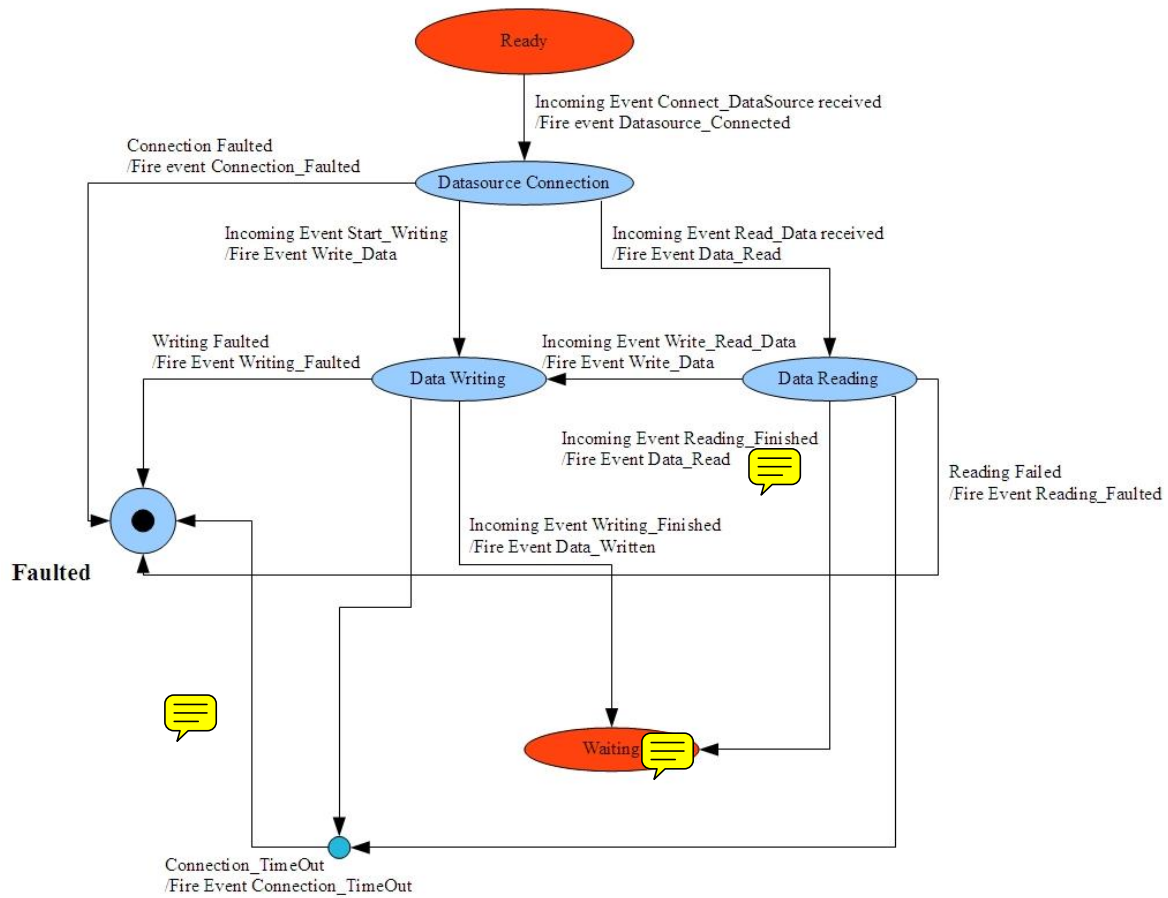 Ready
Incoming Event Connect_DataSource received
/Fire event Datasource_Connected
Connection Faulted
/Fire event Connection_Faulted
Datasource Connection
Incoming Event Start_Writing
/Fire Event Write_Data
Incoming Event Read_Data received
/Fire Event Data_Read
Writing Faulted
/Fire Event Writing_Faulted
Incoming Event Write_Read_Data
/Fire Event Write_Data
Data Writing
Data Reading
Incoming Event Reading_Finished
/Fire Event Data_Read
Reading Failed
/Fire Event Reading_Faulted
Incoming Event Writing_Finished
/Fire Event Data_Written
Faulted
Waiting
Connection_TimeOut
/Fire Event Connection_TimeOut